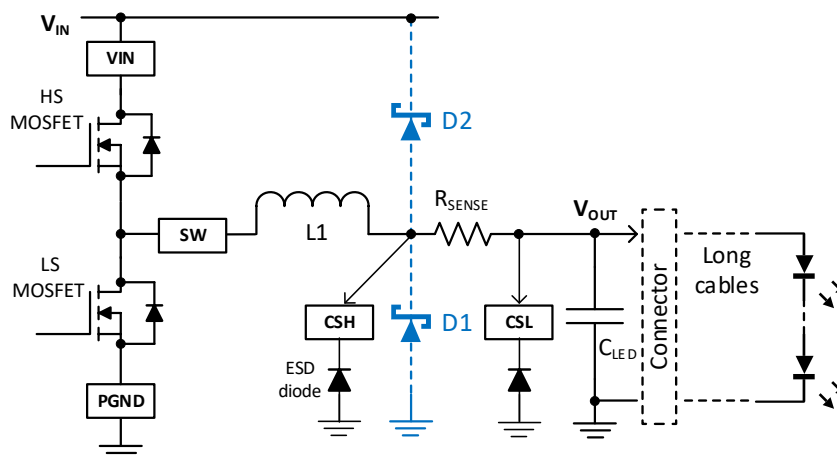 VIN
VIN
HS
MOSFET
D2
RSENSE
VOUT
SW
L1
Long
cables
LS
MOSFET
CSH
D1
CSL
CLED
Connector
ESD
diode
PGND